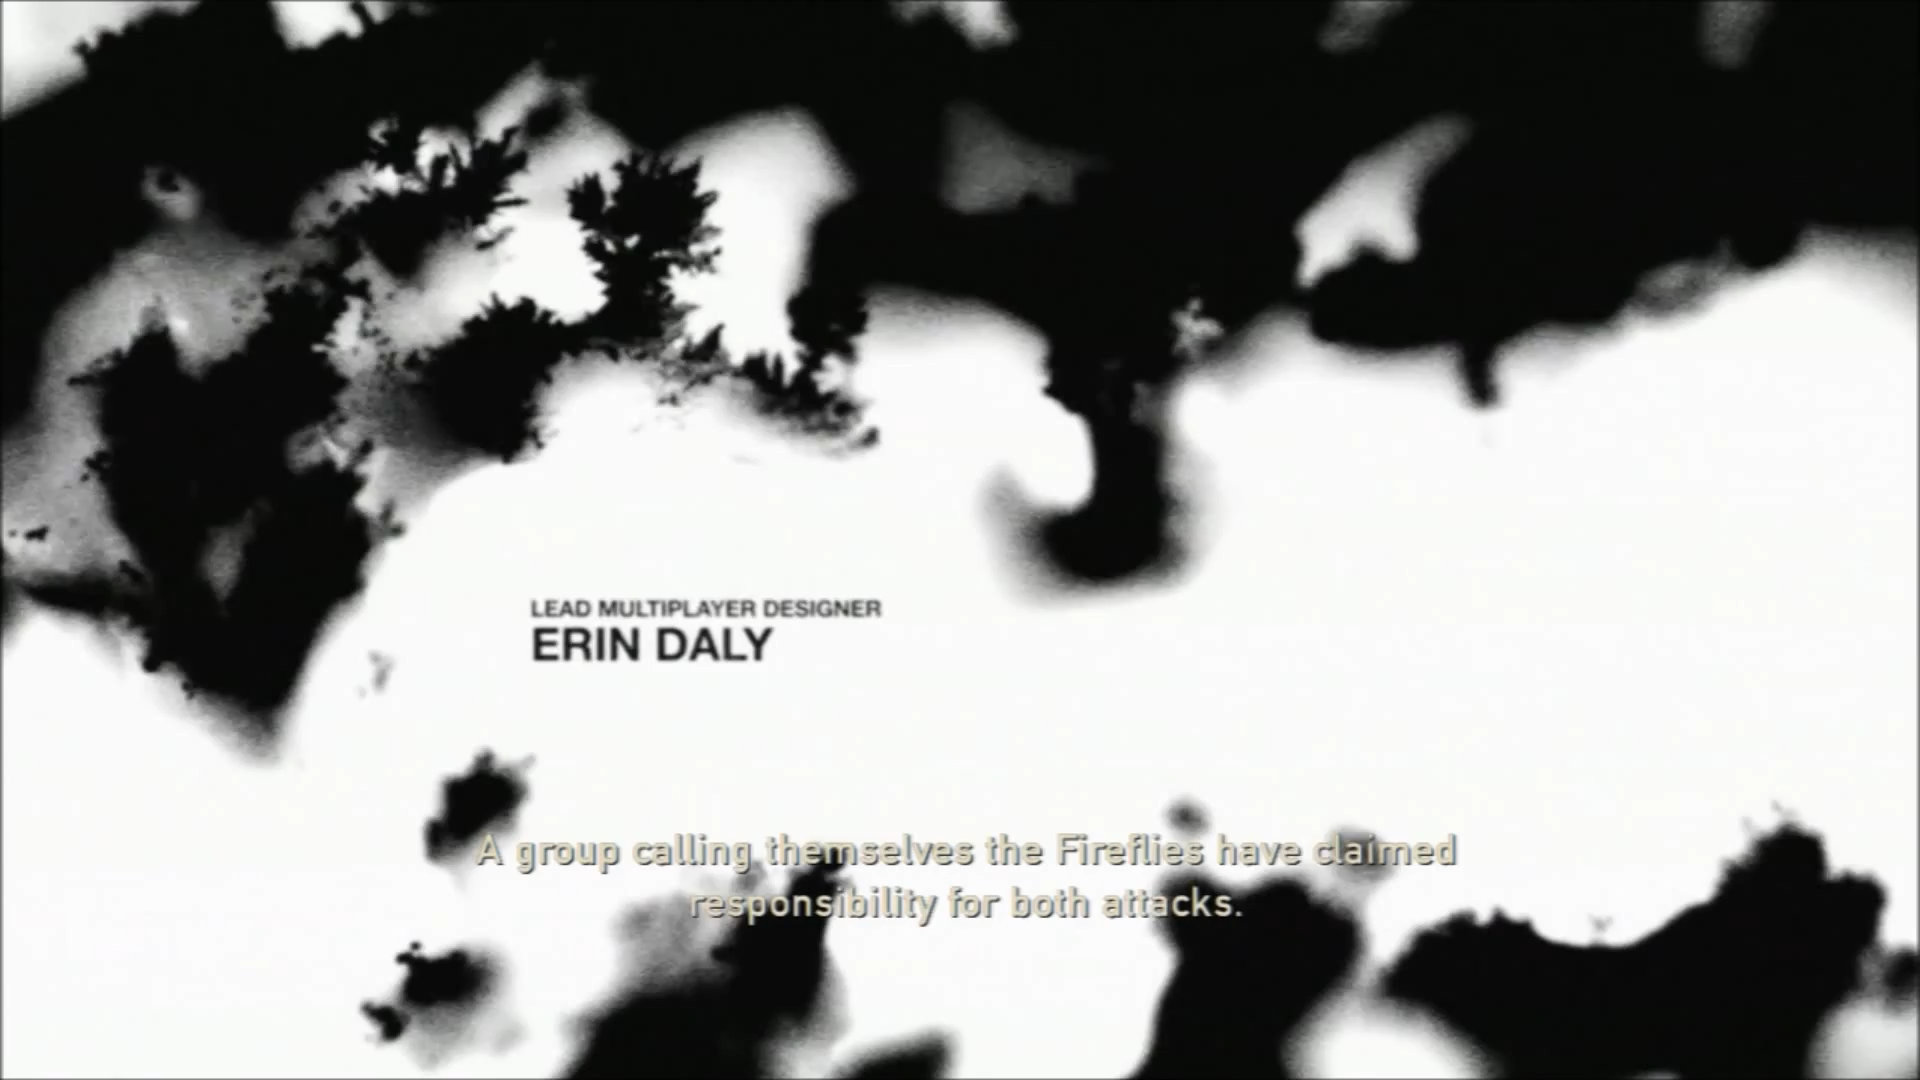 LEAD MULTIPLAYER DESIGNER
ERIN DALY
A group calling themselves the Fireflies have claimed
responsibility for both attacks.